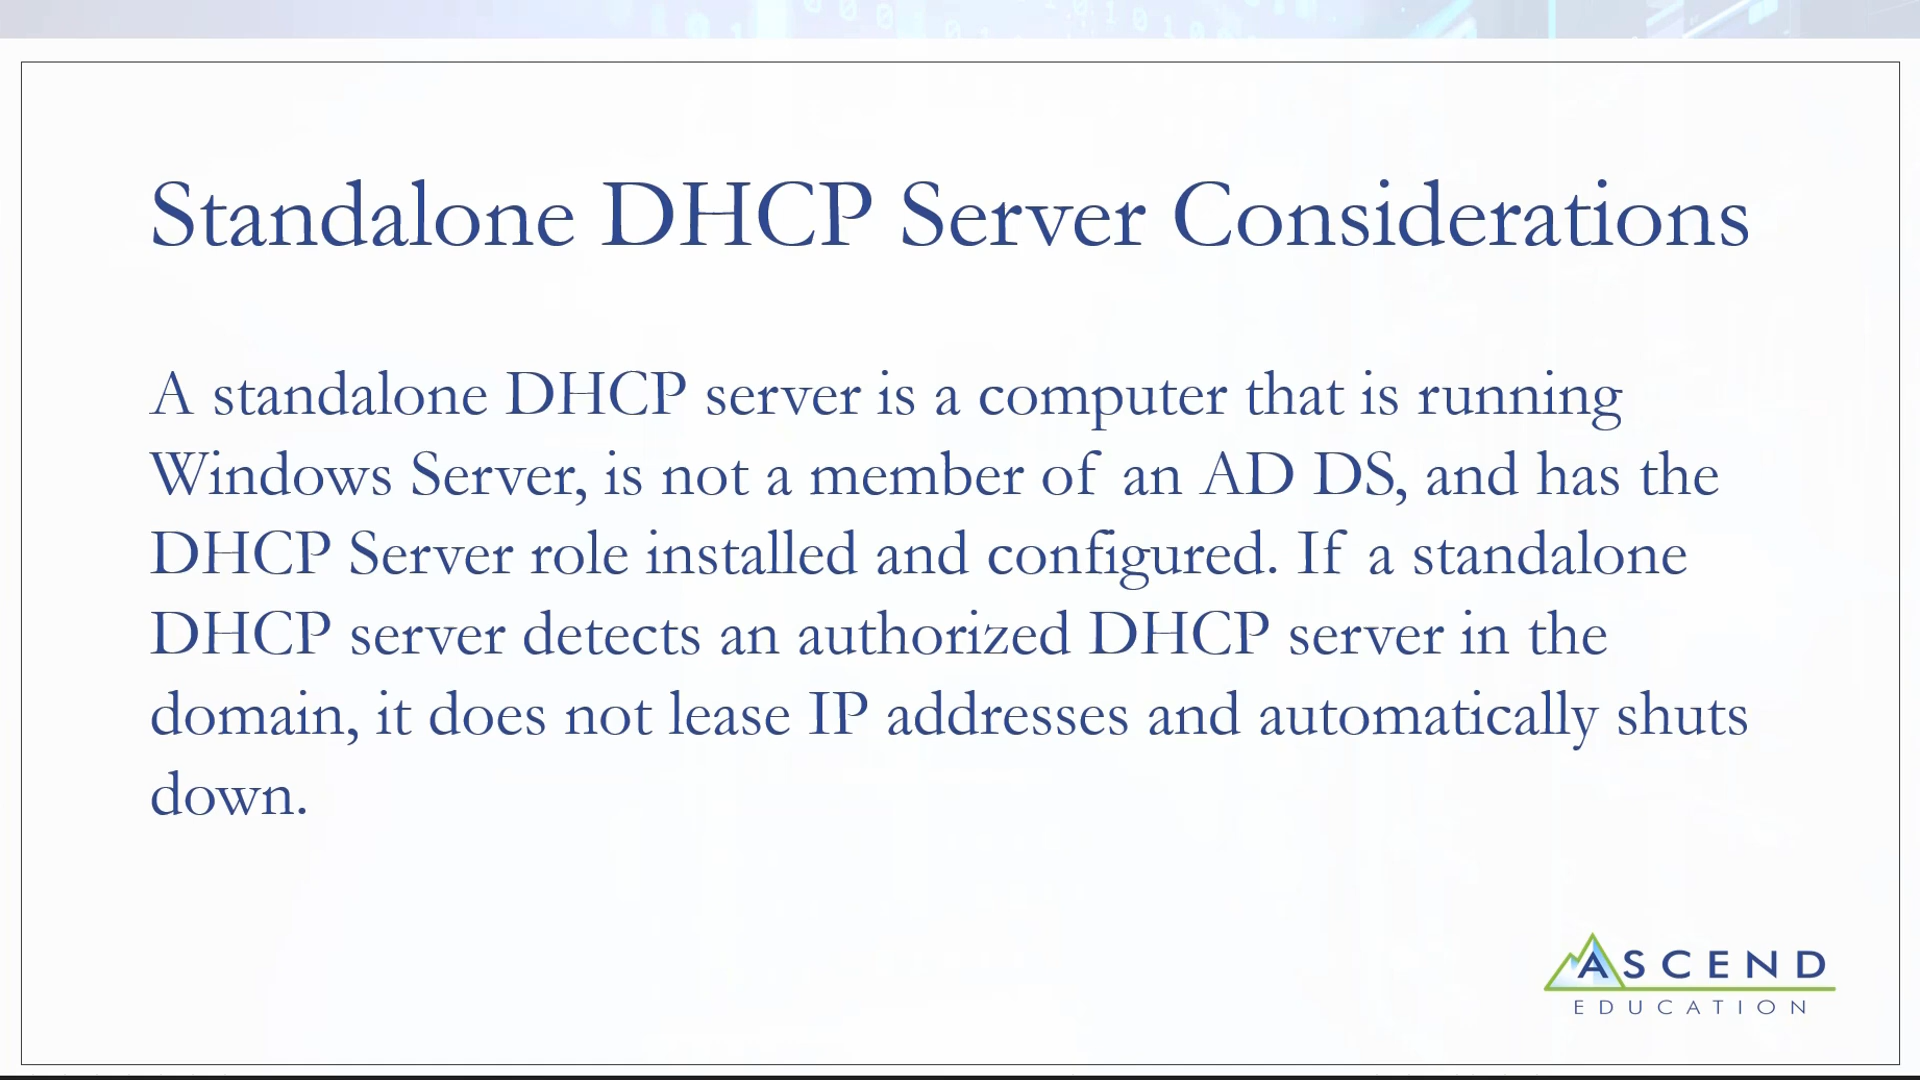 Standalone DHCP Server Considerations
A standalone DHCP server is a computer that is running
Windows Server, is not a member of an AD DS, and has the
DHCP Server role installed and configured. If a standalone
DHCP server detects an authorized DHCP server in the
domain, it does not lease IP addresses and automatically shuts
down.
ASCEND
EDUCATION